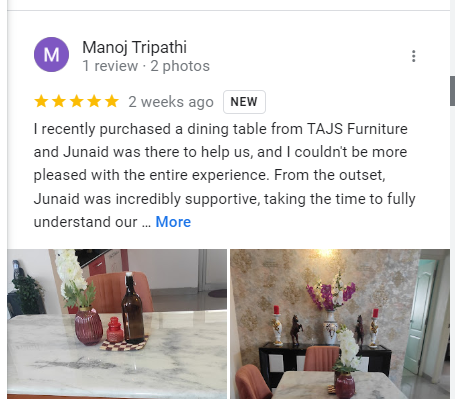 M
Manoj Tripathi
1 review · 2 photos
2 weeks ago NEW
I recently purchased a dining table from TAJS Furniture
and Junaid was there to help us, and I couldn't be more
pleased with the entire experience. From the outset,
Junaid was incredibly supportive, taking the time to fully
understand our ... More